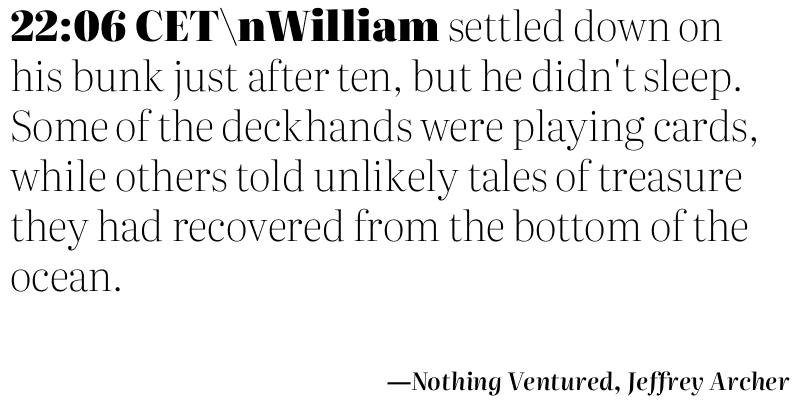 22:06 CET\nWilliam settled down on
his bunk just after ten, but he didn't sleep.
Some of the deckhands were playing cards,
while others told unlikely tales of treasure
they had recovered from the bottom of the
ocean.
—Nothing Ventured, Jeffrey Archer